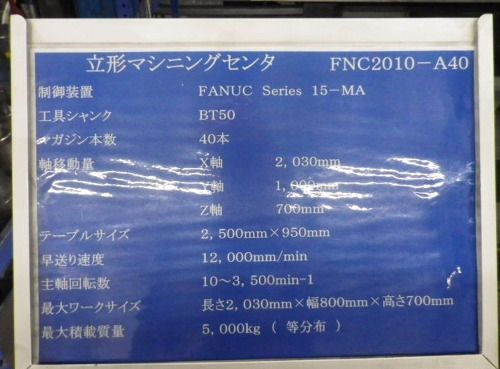 立形マシニングセンタ FNC2010-A40
制御装置 FANUC Series 15-MA
工具シャンク BT50
マガジン本数 40本
軸移動量 X軸 2,030mm
Y軸
Z軸 700mm
テーブルサイズ 2,500mm×950mm
早送り速度 12,000mm/min
主軸回転数 10~3,500min-1
最大ワークサイズ 長さ2,030mm×幅800mm×高さ700mm
最大積載質量 5,000kg ( 等分布 )